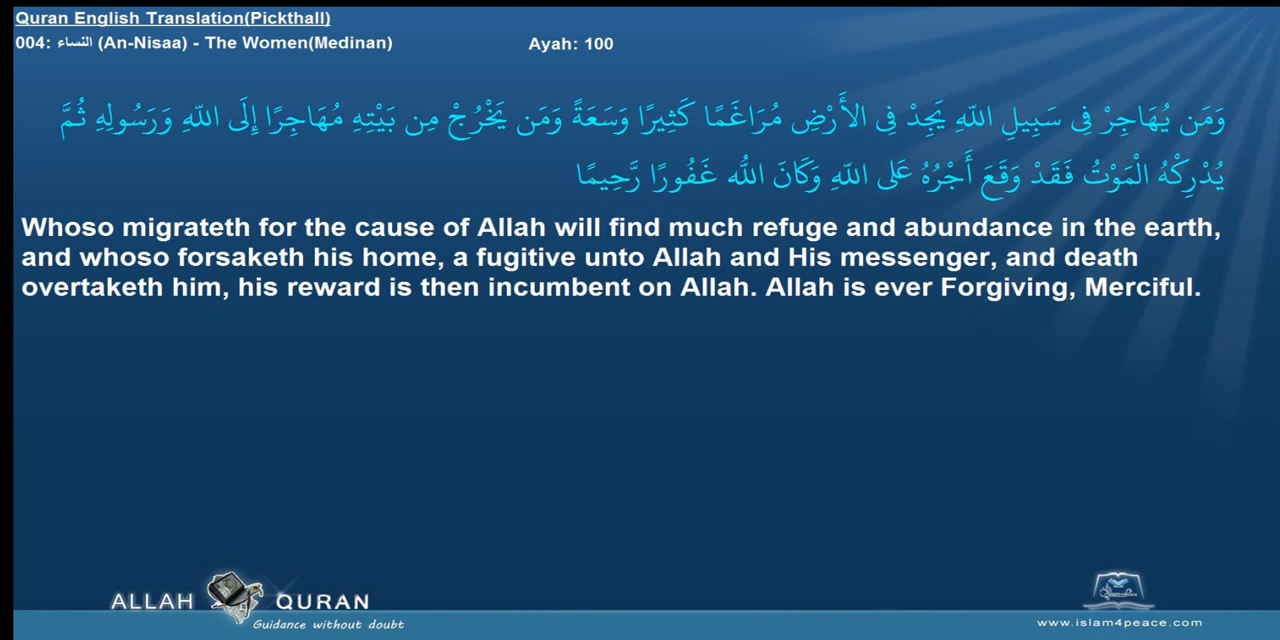 Quran English Translation(Pickthall)
004: النساء (An-Nisaa) - The Women(Medinan)
Ayah: 100
وَمَن يُهَاجِرْ فِي سَبِيلِ اللّهِ يَجِدْ فِي الأَرْضِ مُرَاغَمًا كَثِيرًا وَسَعَةً وَمَن يَخْرُجْ مِن بَيْتِهِ مُهَاجِرًا إِلَى اللّهِ وَرَسُولِهِ ثُمَّ
يُدْرِكْهُ الْمَوْتُ فَقَدْ وَقَعَ أَجْرُهُ عَلى اللّهِ وَكَانَ اللّه غَفُورًا رَّحِيمًا
Whoso migrateth for the cause of Allah will find much refuge and abundance in the earth,
and whoso forsaketh his home, a fugitive unto Allah and His messenger, and death
overtaketh him, his reward is then incumbent on Allah. Allah is ever Forgiving, Merciful.
ALLAH QURAN
Guidance without doubt
www.islam4peace.com